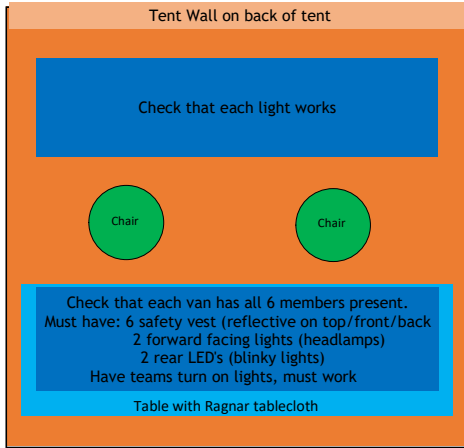 Tent Wall on back of tent
Check that each light works
Chair
Chair
Check that each van has all 6 members present.
Must have: 6 safety vest (reflective on top/front/back
2 forward facing lights (headlamps)
2 rear LED's (blinky lights)
Have teams turn on lights, must work
Table with Ragnar tablecloth